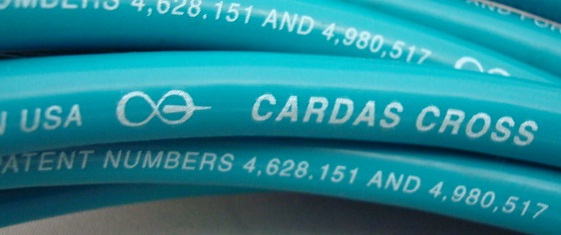 UMBERS 4,628.151 AND 4,980,517
N USA CARDAS CROSS
PATENT NUMBERS 4,628.151 AND 4,980,517